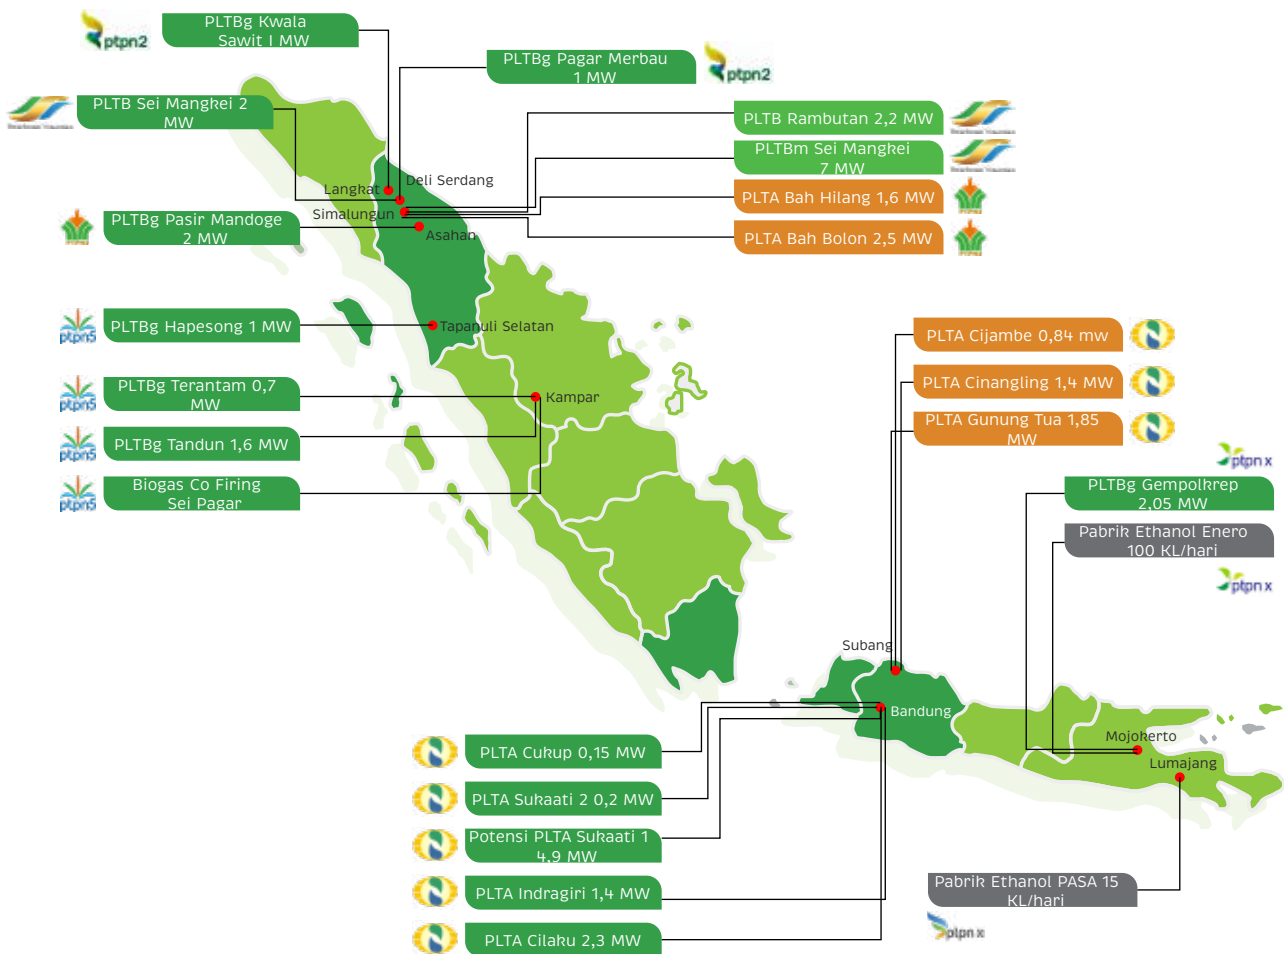 ptpn2
PLTBg Kwala
Sawit I MW
PLTBg Pagar Merbau
1 MW
ptpn2
PLTB Sei Mangkei 2
MW
PLTB Rambutan 2,2 MW
PLTBm Sei Mangkei
7 MW
Deli Serdang
Langkat
PLTA Bah Hilang 1,6 MW
Simalungun
PLTBg Pasir Mandoge
2 MW
Asahan
PLTA Bah Bolon 2,5 MW
ptpn5
PLTBg Hapesong 1 MW
Tapanuli Selatan
PLTA Cijambe 0,84 mw
ptpn5
PLTBg Terantam 0,7
MW
Kampar
PLTA Cinangling 1,4 MW
ptpn5
PLTBg Tandun 1,6 MW
PLTA Gunung Tua 1,85
MW
ptpn x
ptpn5
Biogas Co Firing
Sei Pagar
PLTBg Gempolkrep
2,05 MW
Pabrik Ethanol Enero
100 KL/hari
ptpn x
Subang
Bandung
Mojokerto
Lumajang
PLTA Cukup 0,15 MW
PLTA Sukaati 2 0,2 MW
Potensi PLTA Sukaati 1
4,9 MW
PLTA Indragiri 1,4 MW
PLTA Cilaku 2,3 MW
Pabrik Ethanol PASA 15
KL/hari
ptpn x